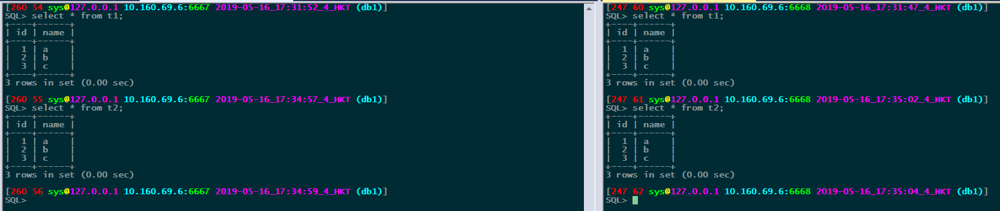 [260 54 sys@127.0.0.1 10.160.69.6:6667 2019-05-16_17:31:52_4_HKT (db1)]
SQL> select * from t1;
+----+------+
| id | name |
+----+------+
|  1 | a    |
|  2 | b    |
|  3 | c    |
+----+------+
3 rows in set (0.00 sec)
[260 55 sys@127.0.0.1 10.160.69.6:6667 2019-05-16_17:34:57_4_HKT (db1)]
SQL> select * from t2;
+----+------+
| id | name |
+----+------+
|  1 | a    |
|  2 | b    |
|  3 | c    |
+----+------+
3 rows in set (0.00 sec)
[260 56 sys@127.0.0.1 10.160.69.6:6667 2019-05-16_17:34:59_4_HKT (db1)]
SQL>
[247 60 sys@127.0.0.1 10.160.69.6:6668 2019-05-16_17:31:47_4_HKT (db1)]
SQL> select * from t1;
+----+------+
| id | name |
+----+------+
|  1 | a    |
|  2 | b    |
|  3 | c    |
+----+------+
3 rows in set (0.00 sec)
[247 61 sys@127.0.0.1 10.160.69.6:6668 2019-05-16_17:35:02_4_HKT (db1)]
SQL> select * from t2;
+----+------+
| id | name |
+----+------+
|  1 | a    |
|  2 | b    |
|  3 | c    |
+----+------+
3 rows in set (0.00 sec)
[247 62 sys@127.0.0.1 10.160.69.6:6668 2019-05-16_17:35:04_4_HKT (db1)]
SQL>